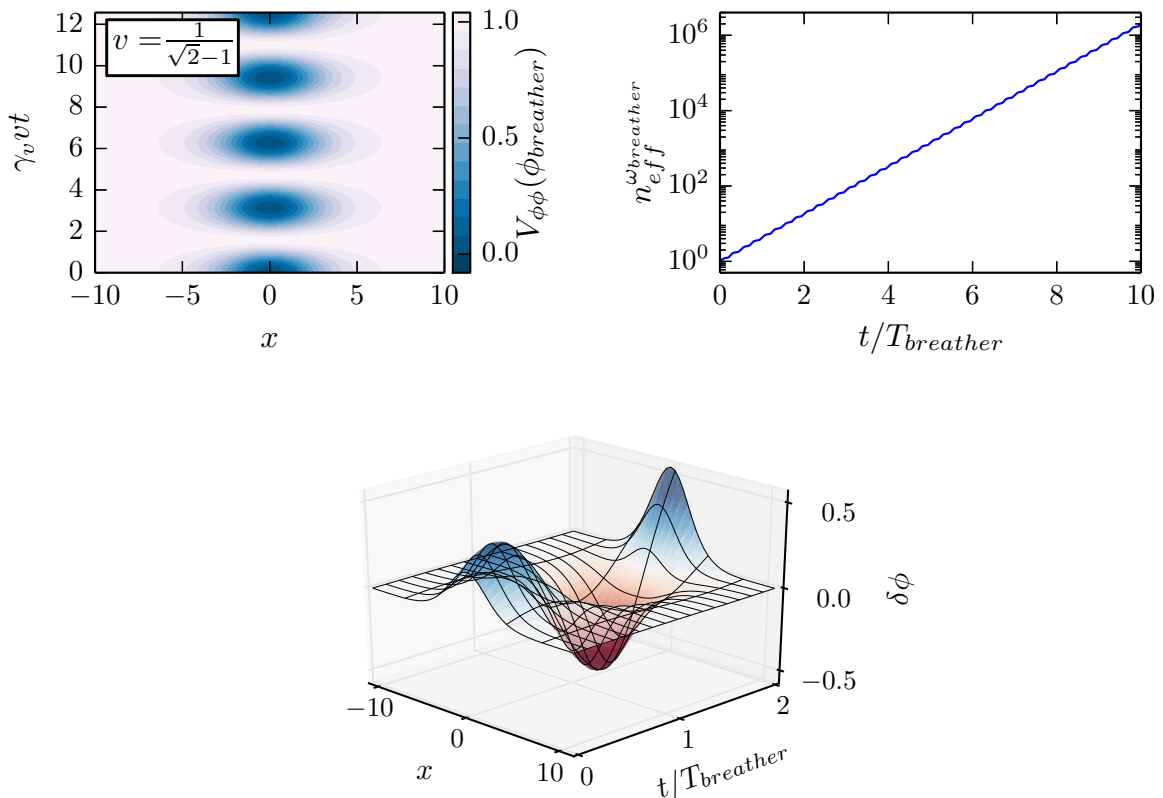 v = 1/√2−1
12
10
8
6
4
2
0
γ_v vt
−10 −5 0 5 10
x
1.0
0.5
0.0
V_ϕϕ(ϕ_breather)
10^6
10^4
10^2
10^0
n_eff^ω_breather
0 2 4 6 8 10
t/T_breather
0.5
0.0
−0.5
δϕ
−10
0
10
x
0
1
2
t/T_breather